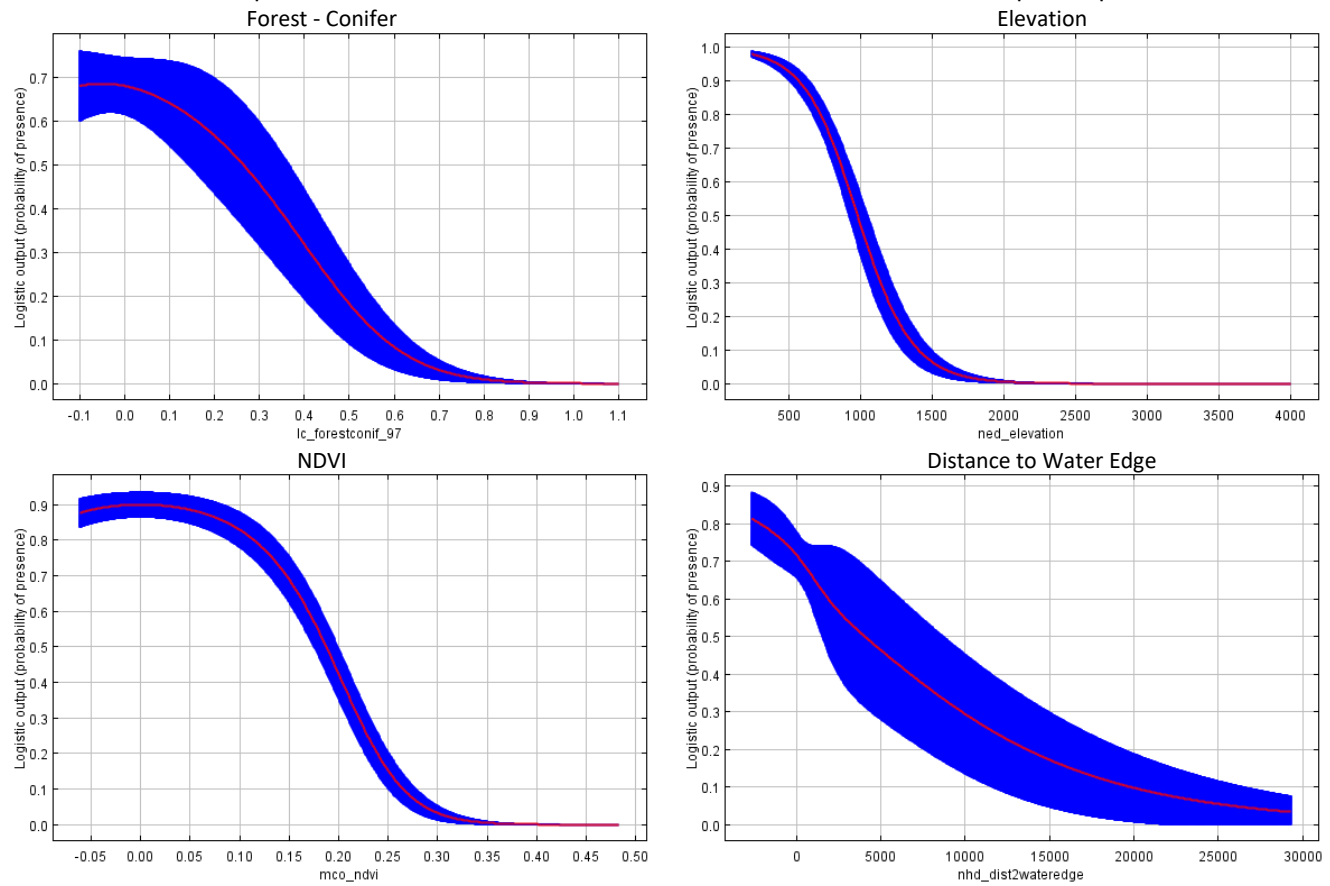 Forest - Conifer
Logistic output (probability of presence)
0.7
0.6
0.5
0.4
0.3
0.2
0.1
0.0
-0.1 0.0 0.1 0.2 0.3 0.4 0.5 0.6 0.7 0.8 0.9 1.0 1.1
lc_forestconif_97
Elevation
Logistic output (probability of presence)
1.0
0.9
0.8
0.7
0.6
0.5
0.4
0.3
0.2
0.1
0.0
500 1000 1500 2000 2500 3000 3500 4000
ned_elevation
NDVI
Logistic output (probability of presence)
0.9
0.8
0.7
0.6
0.5
0.4
0.3
0.2
0.1
0.0
-0.05 0.00 0.05 0.10 0.15 0.20 0.25 0.30 0.35 0.40 0.45 0.50
mco_ndvi
Distance to Water Edge
Logistic output (probability of presence)
0.9
0.8
0.7
0.6
0.5
0.4
0.3
0.2
0.1
0.0
0 5000 10000 15000 20000 25000 30000
nhd_dist2wateredge